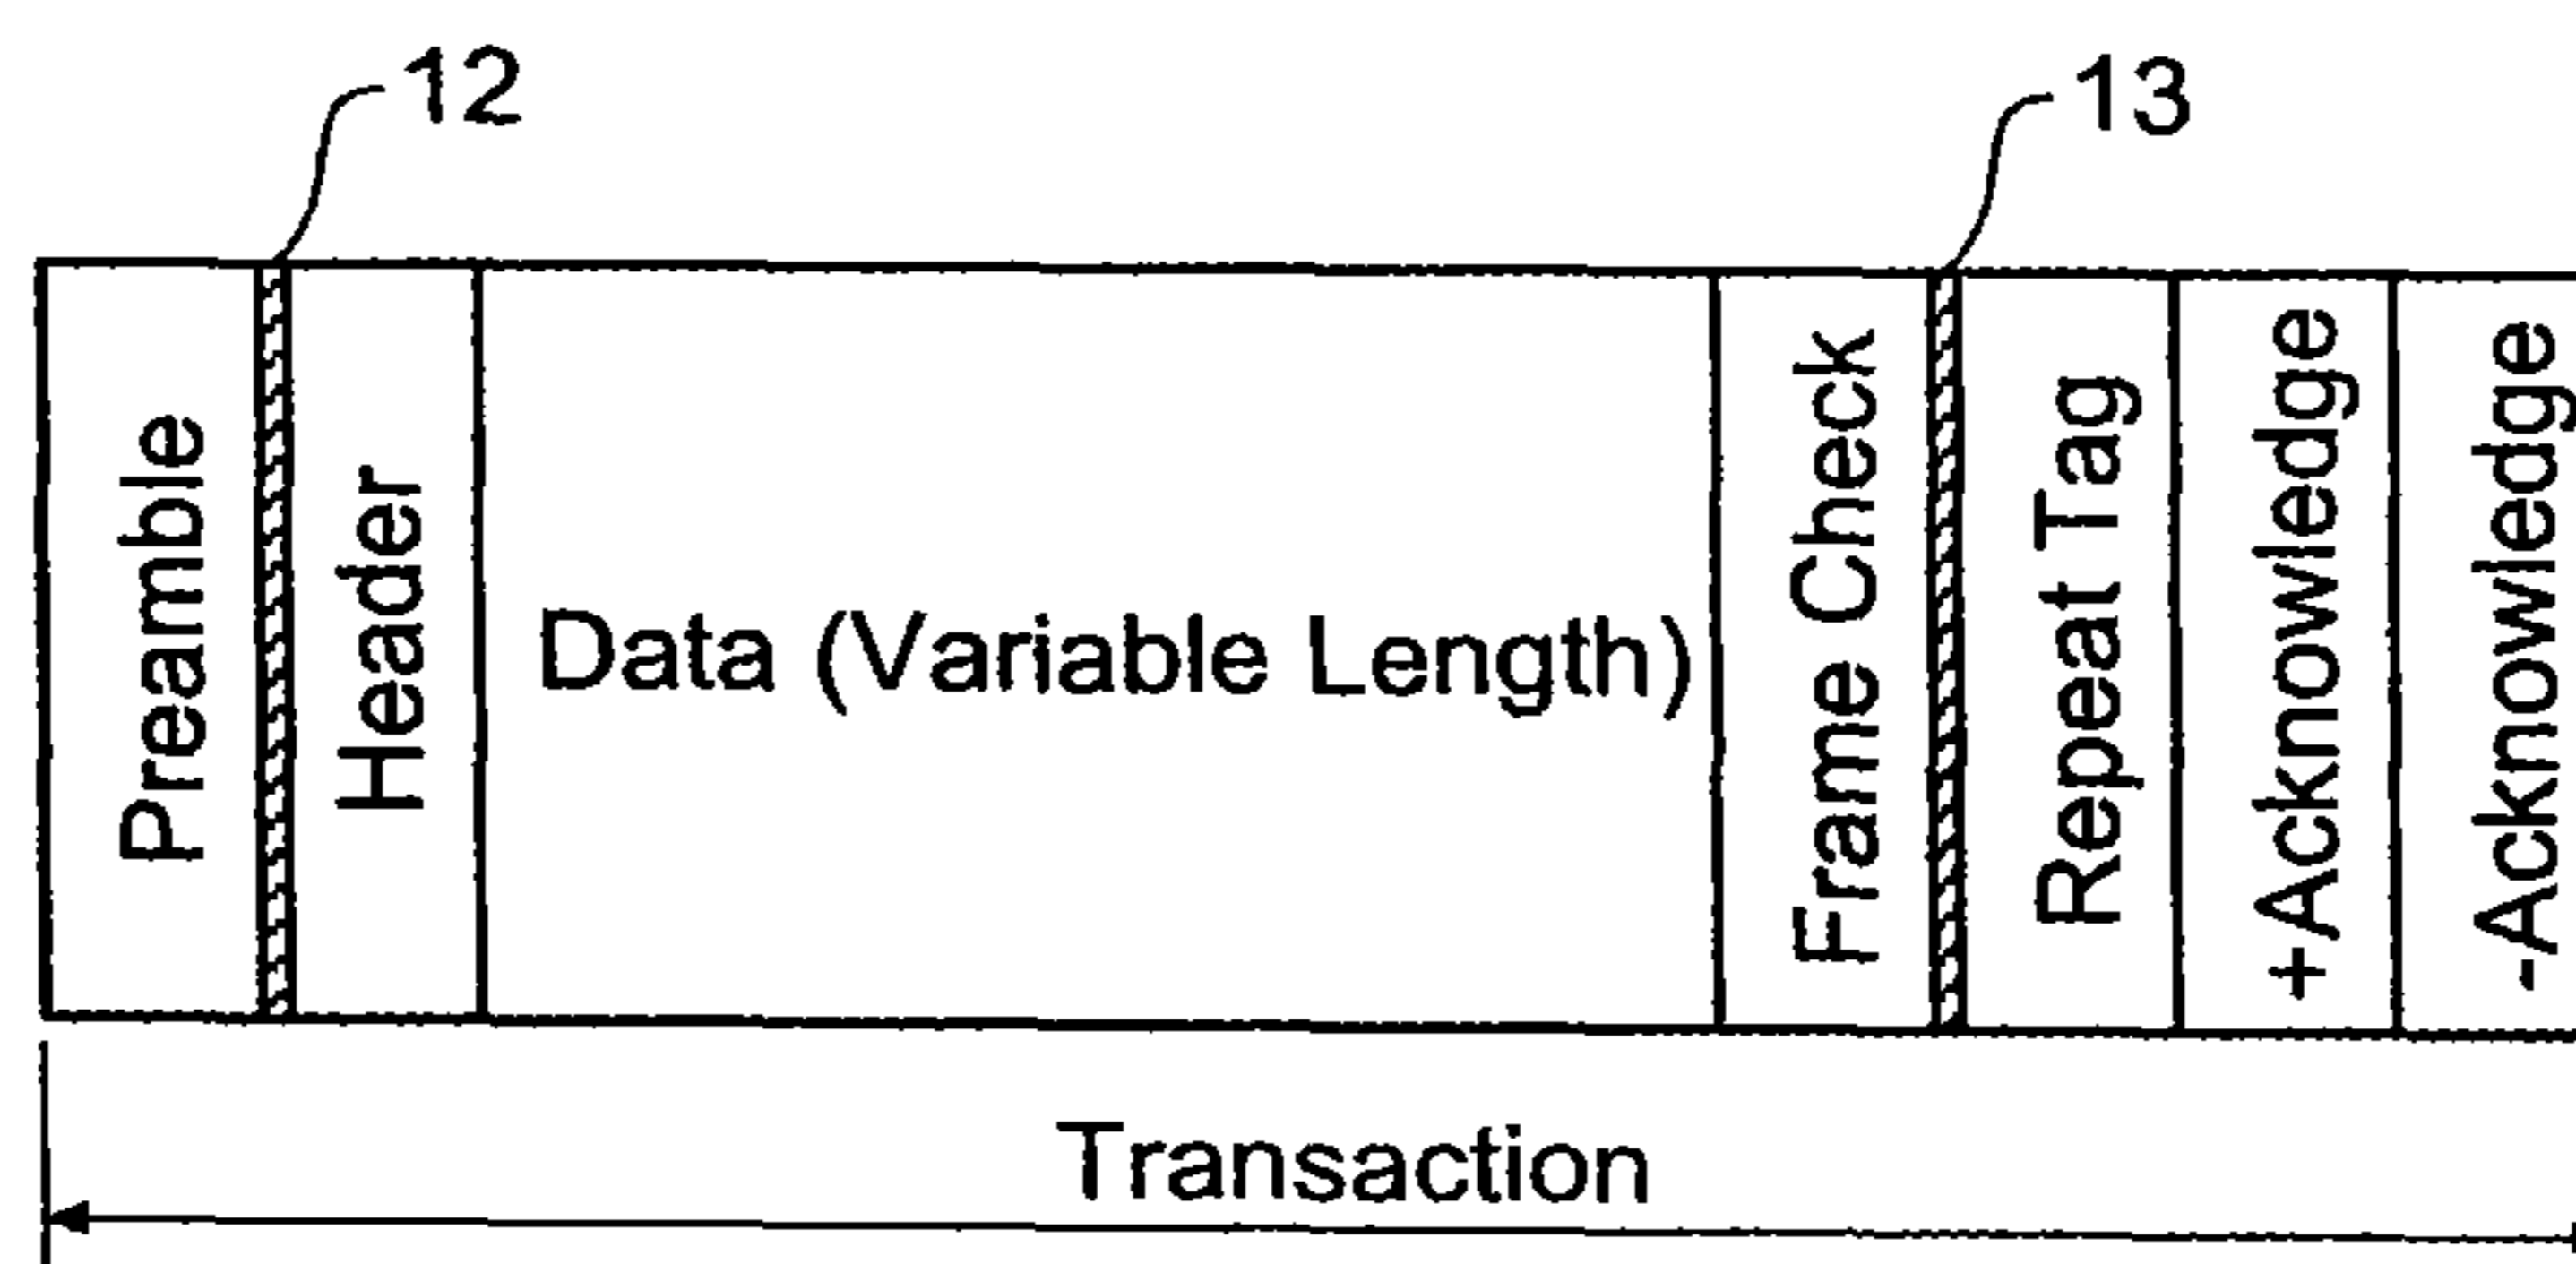 12
13
Preamble
Header
Data (Variable Length)
Frame Check
Repeat Tag
+Acknowledge
-Acknowledge
Transaction